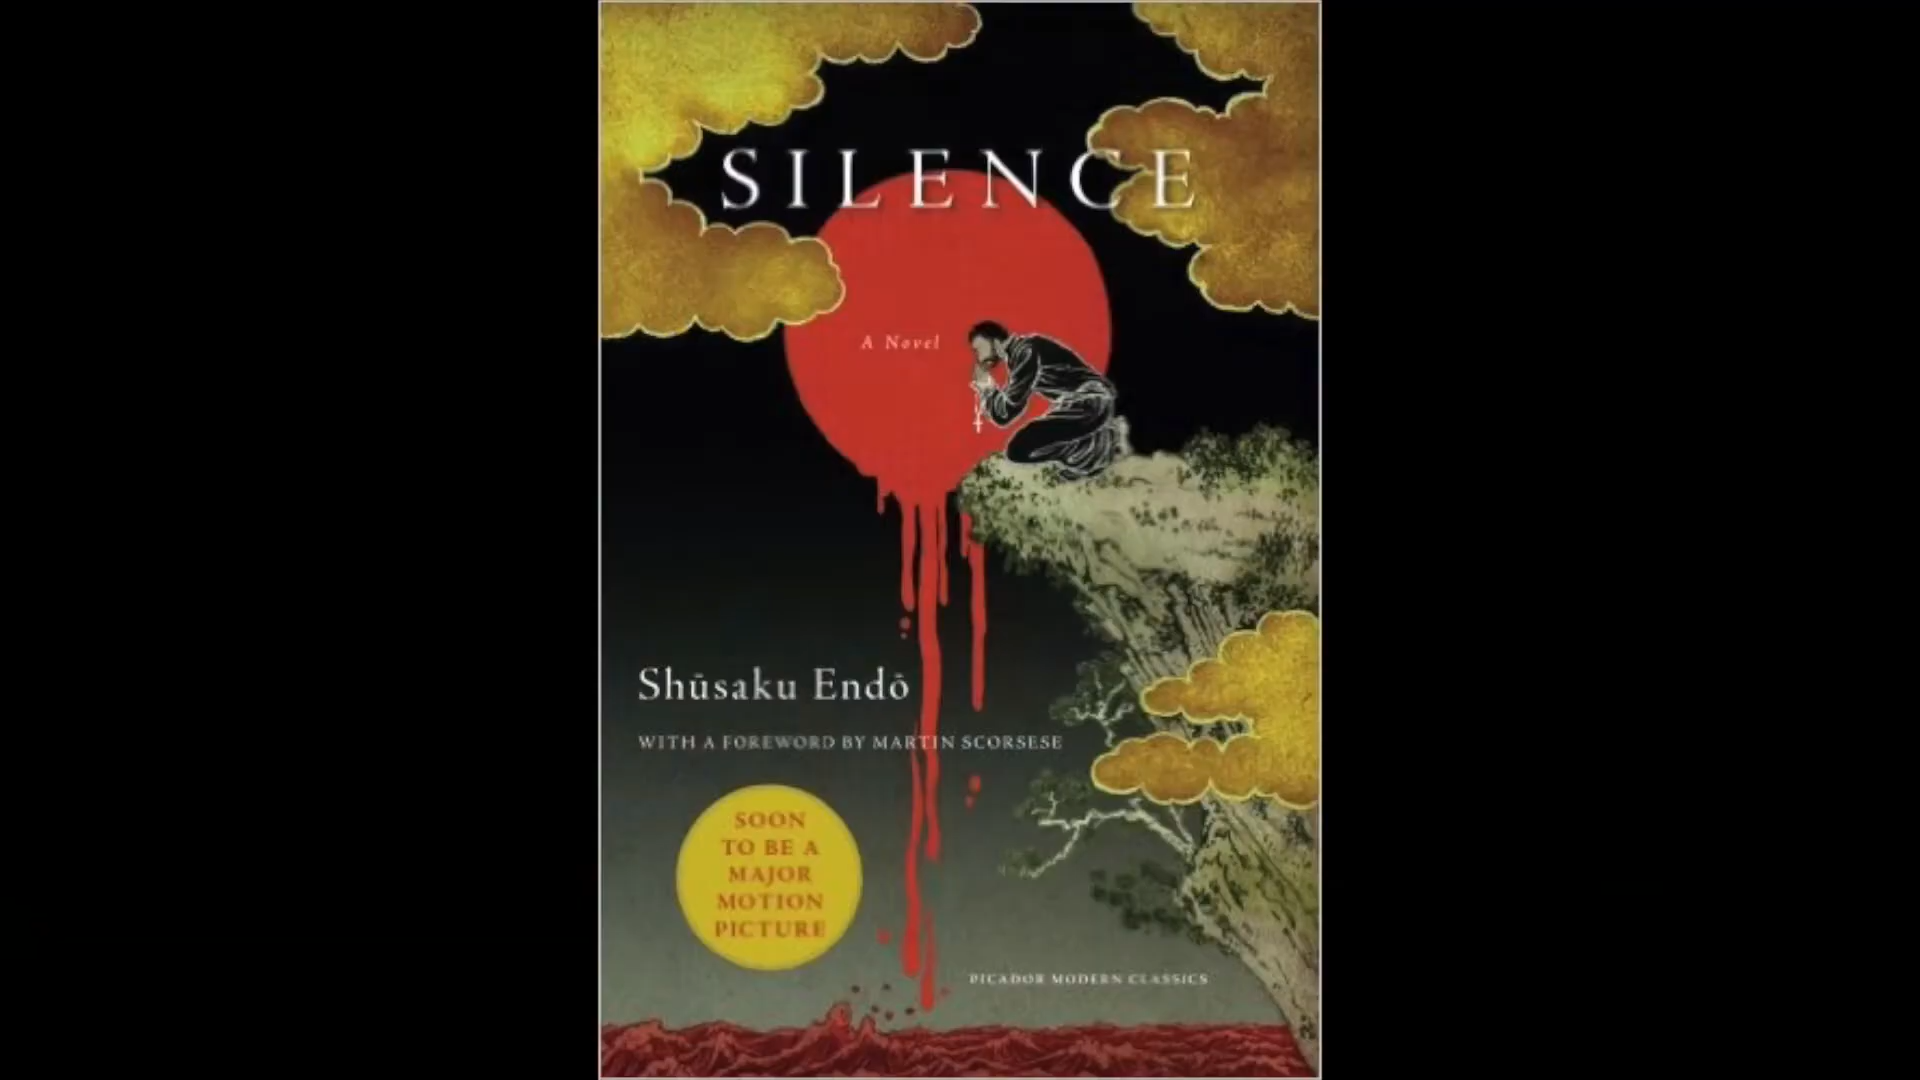 SILENCE
A Novel
Shūsaku Endō
WITH A FOREWORD BY MARTIN SCORSESE
SOON
TO BE A
MAJOR
MOTION
PICTURE
PICADOR MODERN CLASSICS